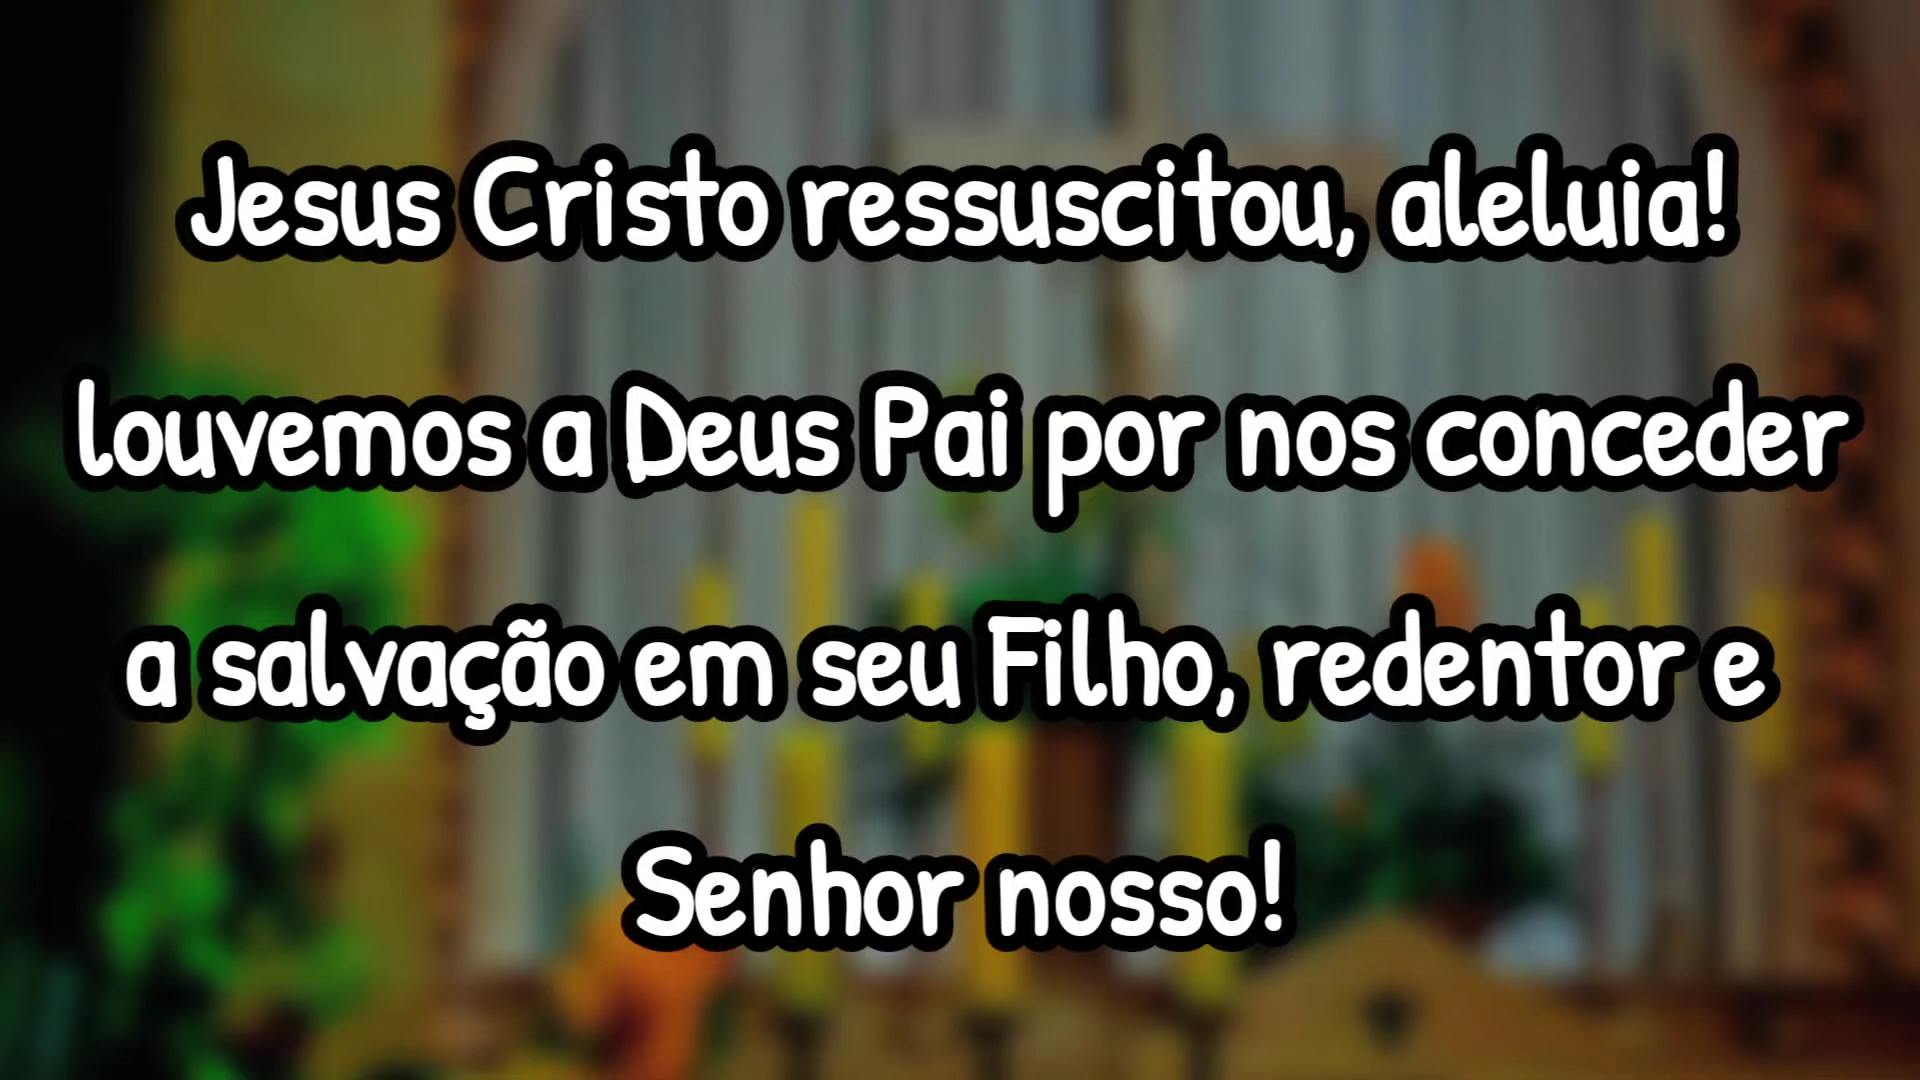 Jesus Cristo ressuscitou, aleluia!
louvemos a Deus Pai por nos conceder
a salvação em seu Filho, redentor e
Senhor nosso!